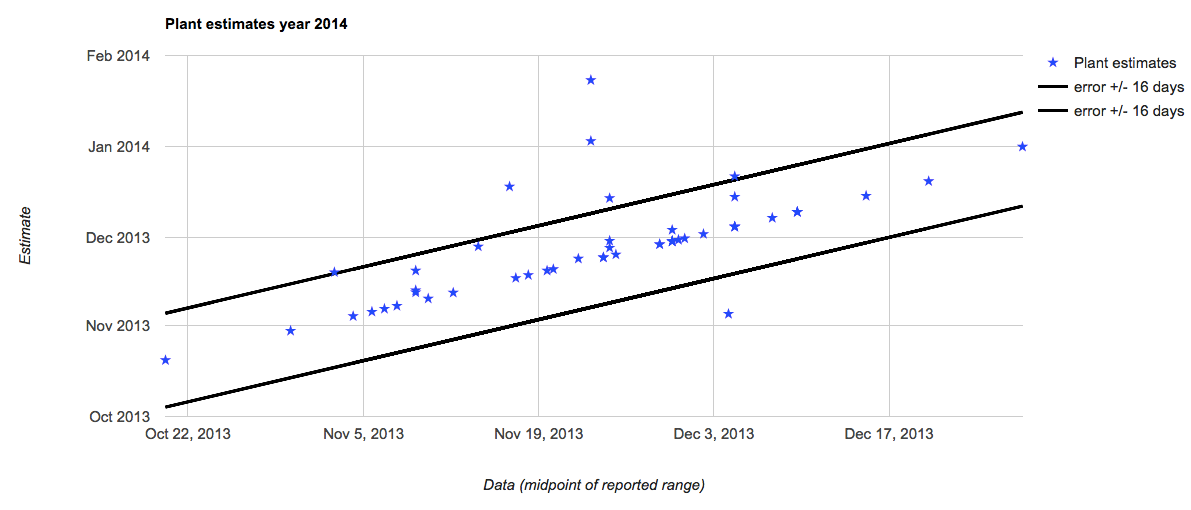 Plant estimates year 2014
Feb 2014
Jan 2014
Dec 2013
Nov 2013
Oct 2013
Estimate
Oct 22, 2013
Nov 5, 2013
Nov 19, 2013
Dec 3, 2013
Dec 17, 2013
Data (midpoint of reported range)
Plant estimates
error +/- 16 days
error +/- 16 days